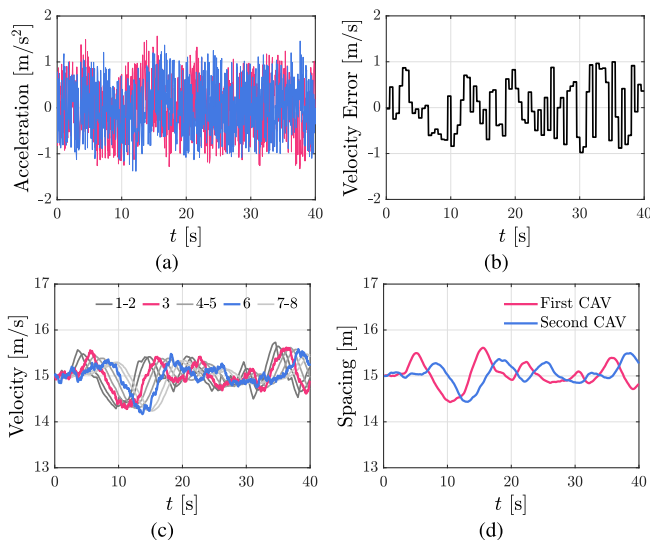 Acceleration [m/s²]
2
1
0
-1
-2
0 10 20 30 40
t [s]
(a)
Velocity Error [m/s]
2
1
0
-1
-2
0 10 20 30 40
t [s]
(b)
Velocity [m/s]
17
16
15
14
13
1-2 3 4-5 6 7-8
0 10 20 30 40
t [s]
(c)
Spacing [m]
17
16
15
14
13
First CAV
Second CAV
0 10 20 30 40
t [s]
(d)